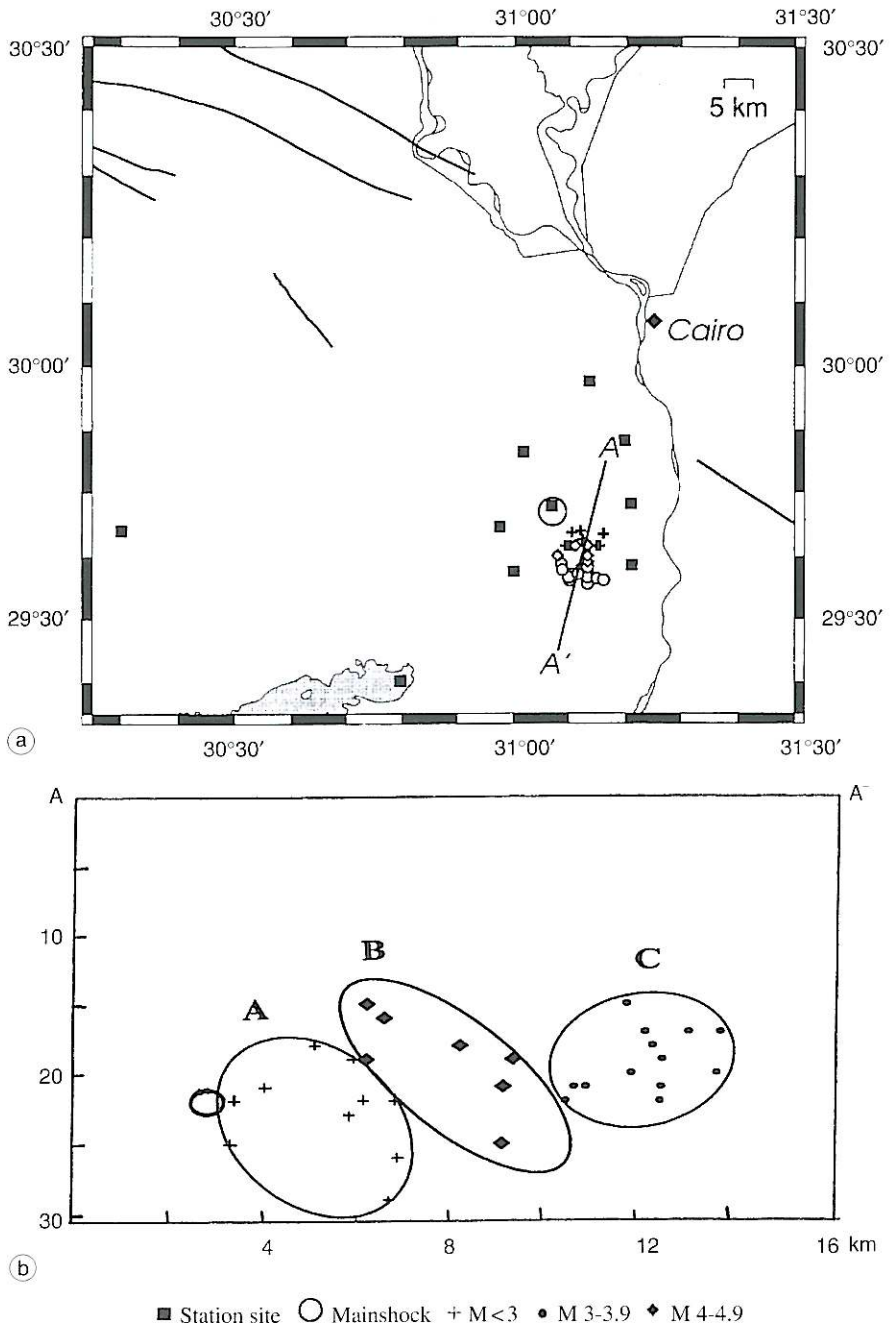 30°30′ 31°00′ 31°30′
30°30′ 30°30′
5 km
Cairo
30°00′ 30°00′
A
29°30′ 29°30′
A′
a
30°30′ 31°00′ 31°30′
A A¯
10
B C
A
20
30
4 8 12 16 km
b
Station site Mainshock + M<3 M 3-3.9 M 4-4.9